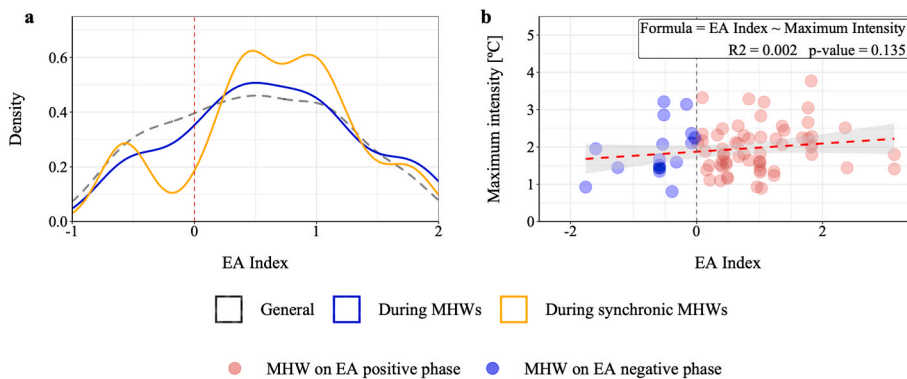 a
Density
0.6
0.4
0.2
0.0
-1
0
1
2
EA Index
b
Formula = EA Index ~ Maximum Intensity
R2 = 0.002 p-value = 0.135
Maximum intensity [ºC]
5
4
3
2
1
0
-2
0
2
EA Index
General
During MHWs
During synchronic MHWs
MHW on EA positive phase
MHW on EA negative phase